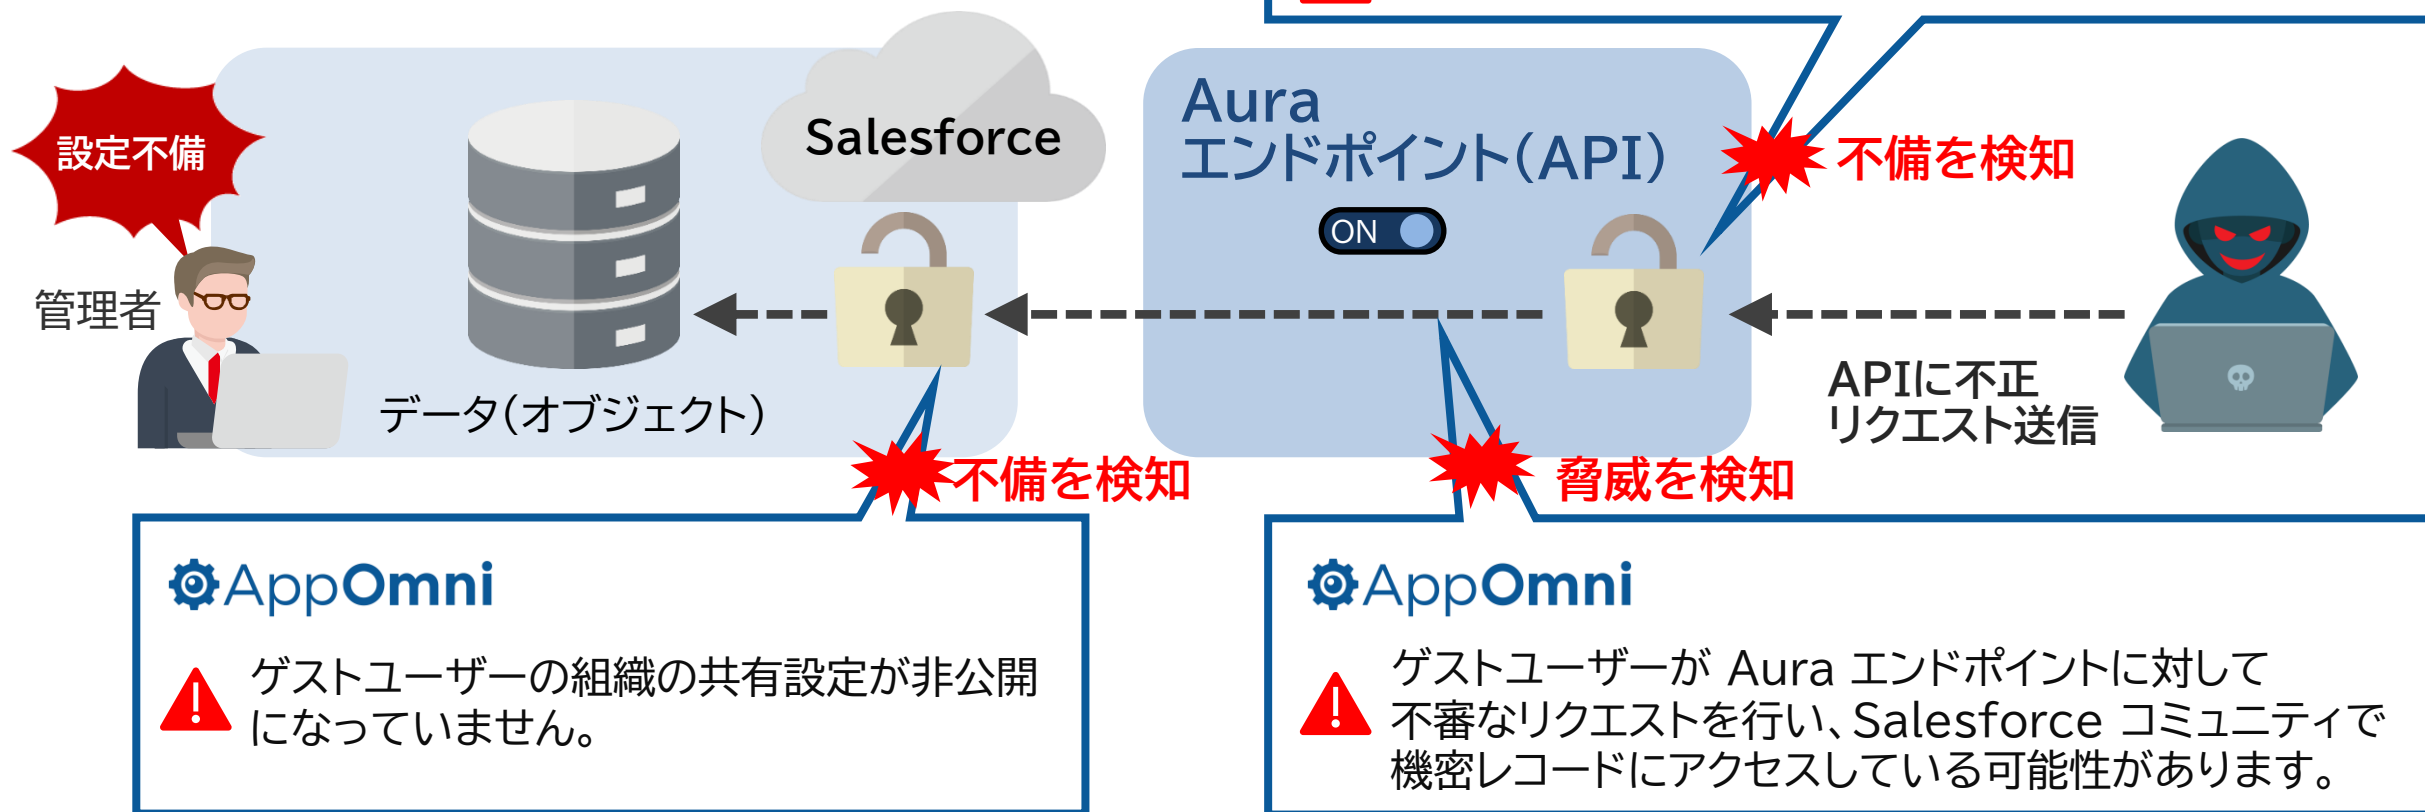 設定不備
管理者
データ(オブジェクト)
Salesforce
Aura
エンドポイント(API)
ON
不備を検知
APIに不正
リクエスト送信
不備を検知
脅威を検知
AppOmni
ゲストユーザーの組織の共有設定が非公開
になっていません。
AppOmni
ゲストユーザーが Aura エンドポイントに対して
不審なリクエストを行い、Salesforce コミュニティで
機密レコードにアクセスしている可能性があります。